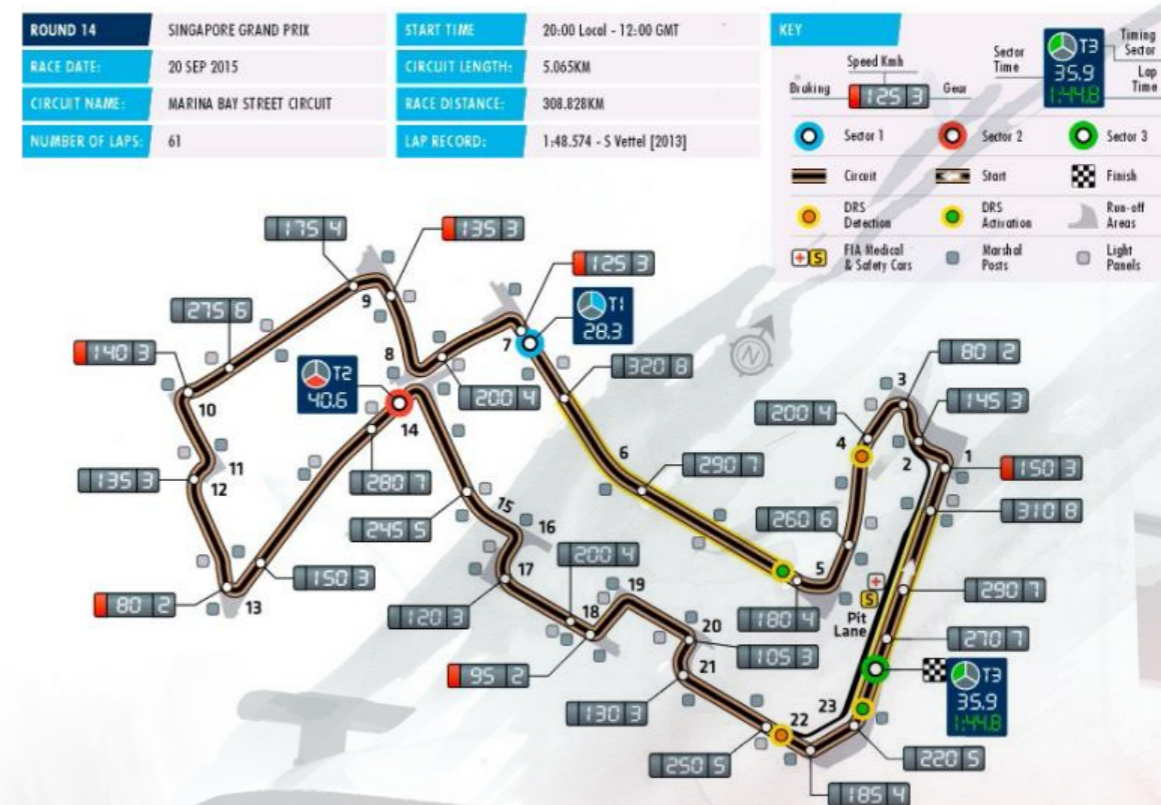 ROUND 14 SINGAPORE GRAND PRIX
RACE DATE: 20 SEP 2015
CIRCUIT NAME: MARINA BAY STREET CIRCUIT
NUMBER OF LAPS: 61
START TIME 20:00 Local - 12:00 GMT
CIRCUIT LENGTH: 5.065KM
RACE DISTANCE: 308.828KM
LAP RECORD: 1:48.574 - S Vettel [2013]
KEY
Speed Kmh
Braking 125 3 Gear
Sector Time
T3
35.9
1:44.8
Timing Sector
Lap Time
Sector 1
Sector 2
Sector 3
Circuit
Start
Finish
DRS Detection
DRS Activation
Run-off Areas
FIA Medical & Safety Cars
S
Marshal Posts
Light Panels
175 4
135 3
125 3
9
275 6
T1
28.3
7
140 3
8
T2
40.6
320 8
80 2
3
10
200 4
200 4
145 3
14
4
2
1
11
6
135 3
12
290 7
150 3
280 7
15
310 8
245 5
16
260 6
200 4
5
150 3
17
19
S
290 7
80 2
13
120 3
18
180 4
Pit Lane
20
270 7
105 3
95 2
21
T3
35.9
1:44.8
130 3
22
23
250 5
220 5
185 4
N